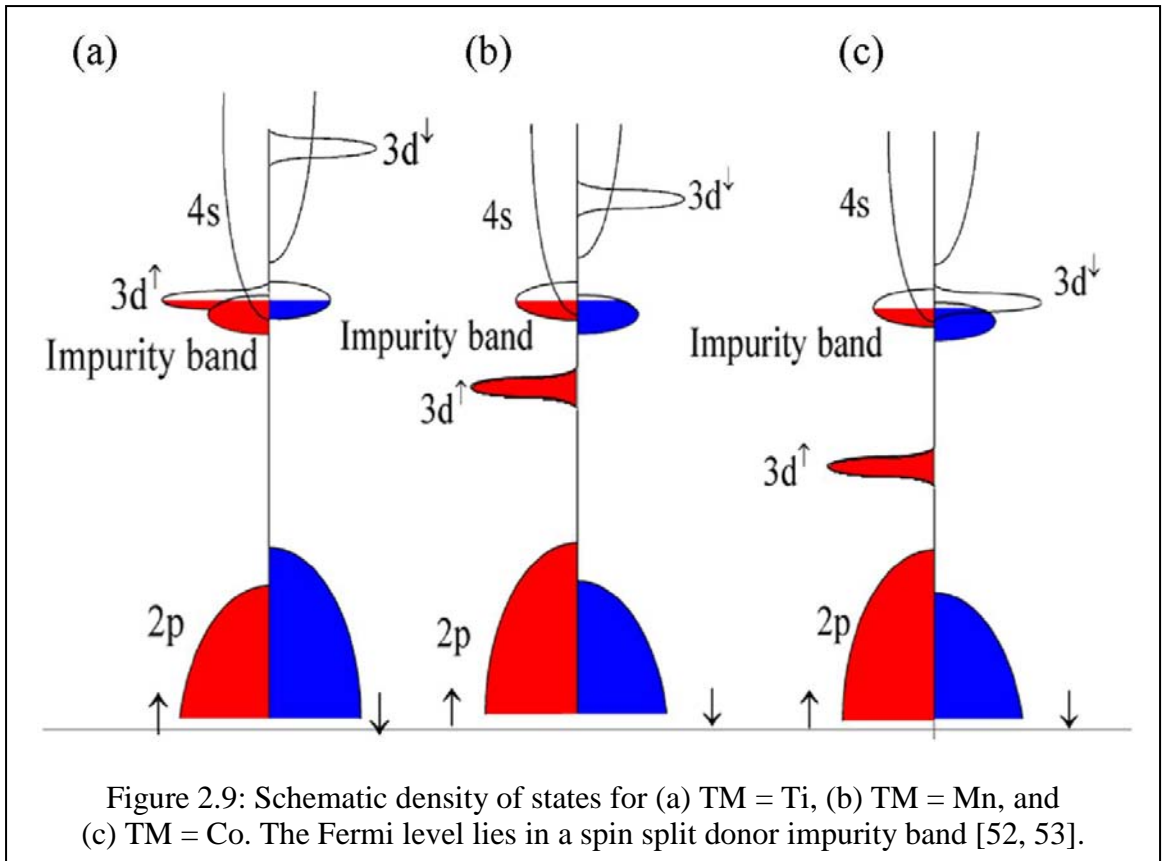 (a)
(b)
(c)
3d↓
4s
3d↑
Impurity band
2p
↑
↓
3d↓
4s
Impurity band
3d↑
2p
↑
↓
3d↓
4s
Impurity band
3d↑
2p
↑
↓
Figure 2.9: Schematic density of states for (a) TM = Ti, (b) TM = Mn, and
(c) TM = Co. The Fermi level lies in a spin split donor impurity band [52, 53].